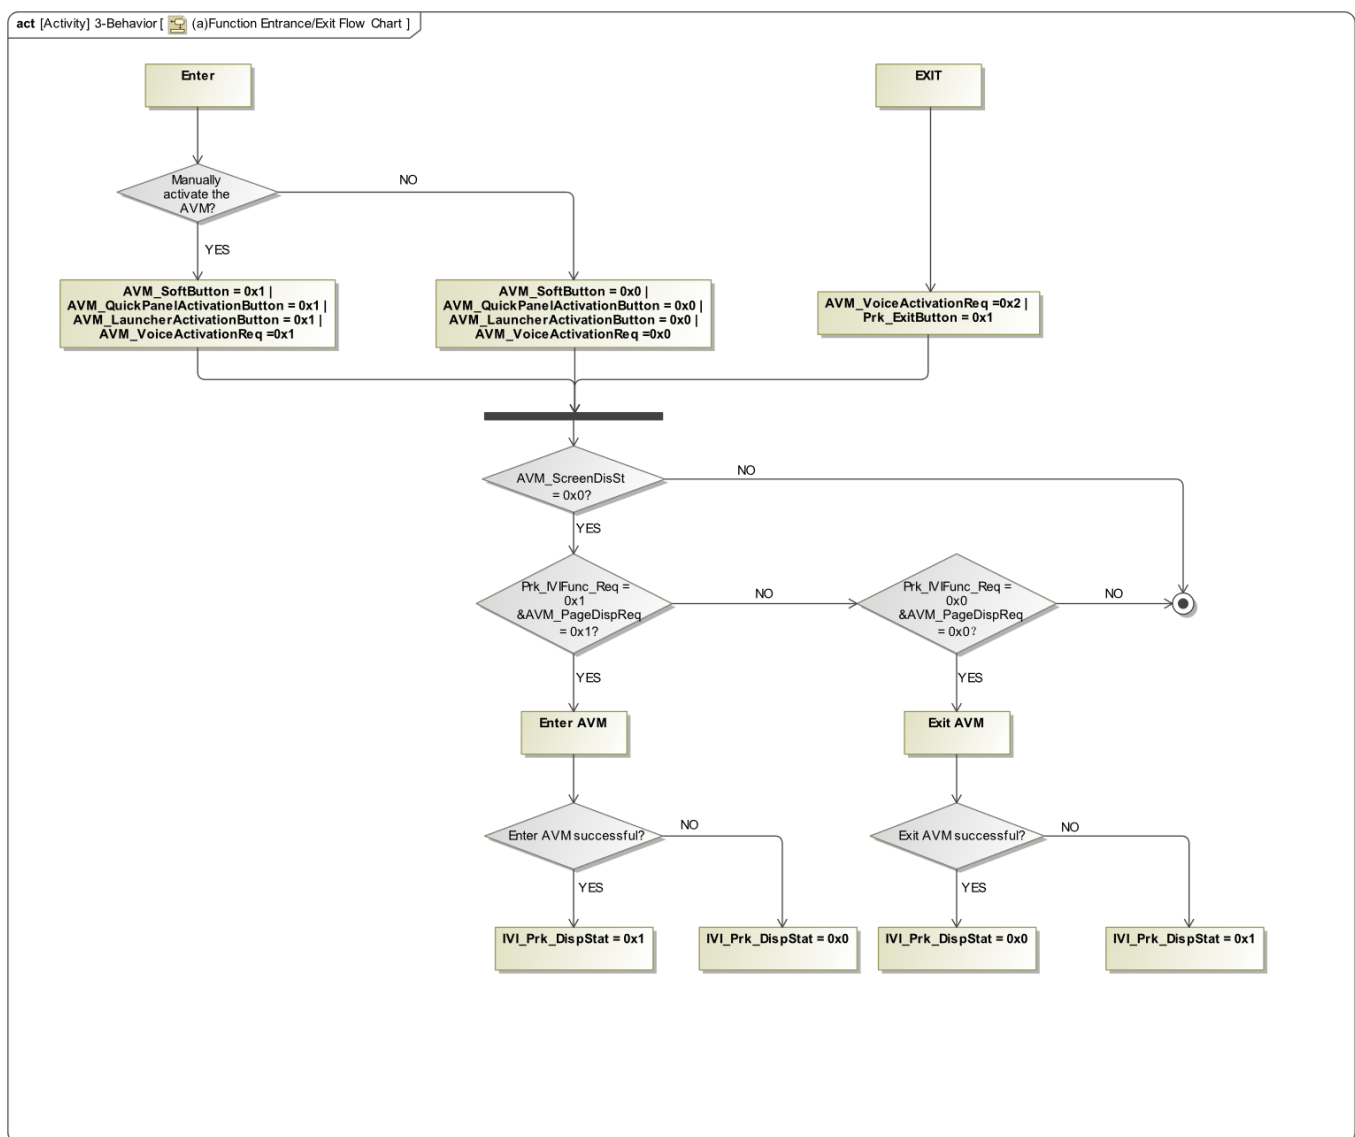 act [Activity] 3-Behavior [ (a)Function Entrance/Exit Flow Chart ]
Enter
EXIT
Manually
activate the
AVM?
NO
YES
AVM_SoftButton = 0x1 |
AVM_QuickPanelActivationButton = 0x1 |
AVM_LauncherActivationButton = 0x1 |
AVM_VoiceActivationReq =0x1
AVM_SoftButton = 0x0 |
AVM_QuickPanelActivationButton = 0x0 |
AVM_LauncherActivationButton = 0x0 |
AVM_VoiceActivationReq =0x0
AVM_VoiceActivationReq =0x2 |
Prk_ExitButton = 0x1
AVM_ScreenDisSt
= 0x0?
NO
YES
Prk_IVIFunc_Req =
0x1
&AVM_PageDispReq
= 0x1?
NO
Prk_IVIFunc_Req =
0x0
&AVM_PageDispReq
= 0x0?
NO
YES
YES
Enter AVM
Exit AVM
Enter AVM successful?
NO
Exit AVM successful?
NO
YES
YES
IVI_Prk_DispStat = 0x1
IVI_Prk_DispStat = 0x0
IVI_Prk_DispStat = 0x0
IVI_Prk_DispStat = 0x1